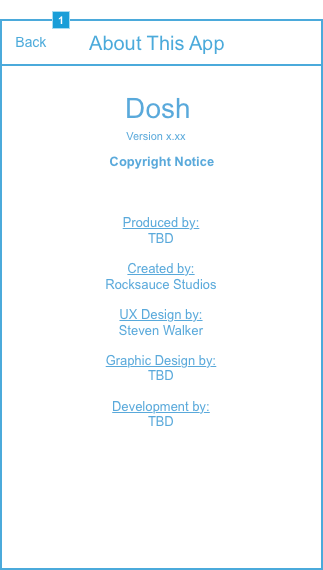 1
Back About This App
Dosh
Version x.xx
Copyright Notice
Produced by:
TBD
Created by:
Rocksauce Studios
UX Design by:
Steven Walker
Graphic Design by:
TBD
Development by:
TBD